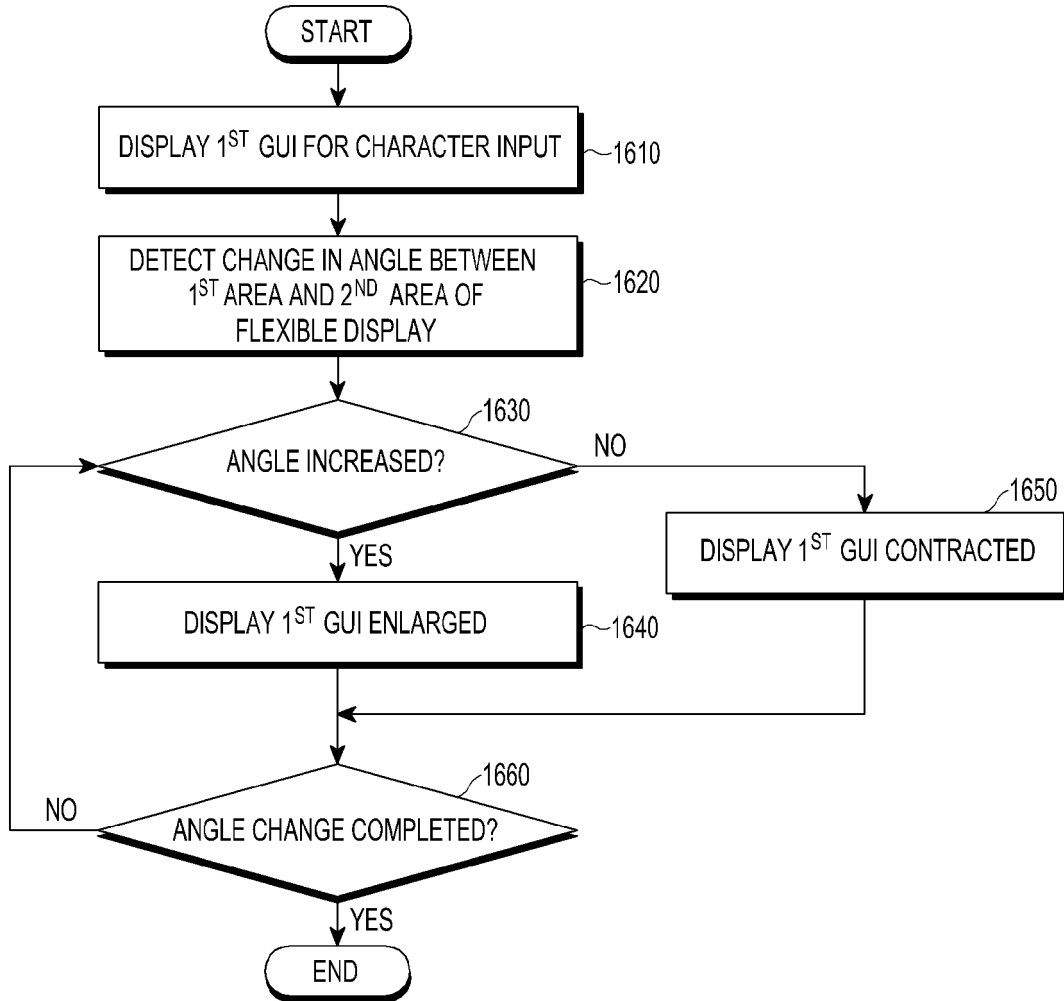 START
DISPLAY 1ST GUI FOR CHARACTER INPUT
1610
DETECT CHANGE IN ANGLE BETWEEN
1ST AREA AND 2ND AREA OF
FLEXIBLE DISPLAY
1620
1630
ANGLE INCREASED?
NO
1650
DISPLAY 1ST GUI CONTRACTED
YES
DISPLAY 1ST GUI ENLARGED
1640
1660
NO
ANGLE CHANGE COMPLETED?
YES
END